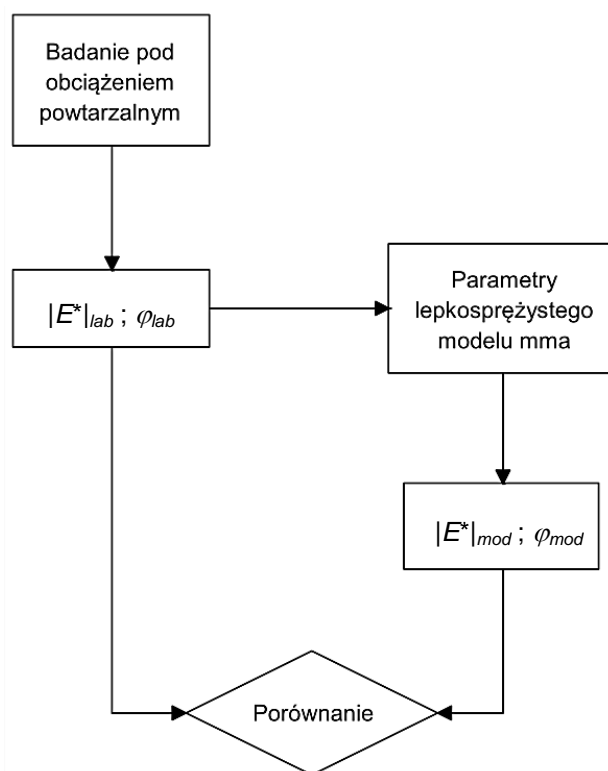 Badanie pod
obciążeniem
powtarzalnym
|E*|lab ; φlab
Parametry
lepkosprężystego
modelu mma
|E*|mod ; φmod
Porównanie